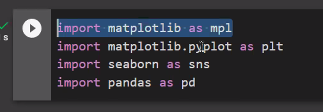 import matplotlib as mpl
import matplotlib.pyplot as plt
import seaborn as sns
import pandas as pd
s